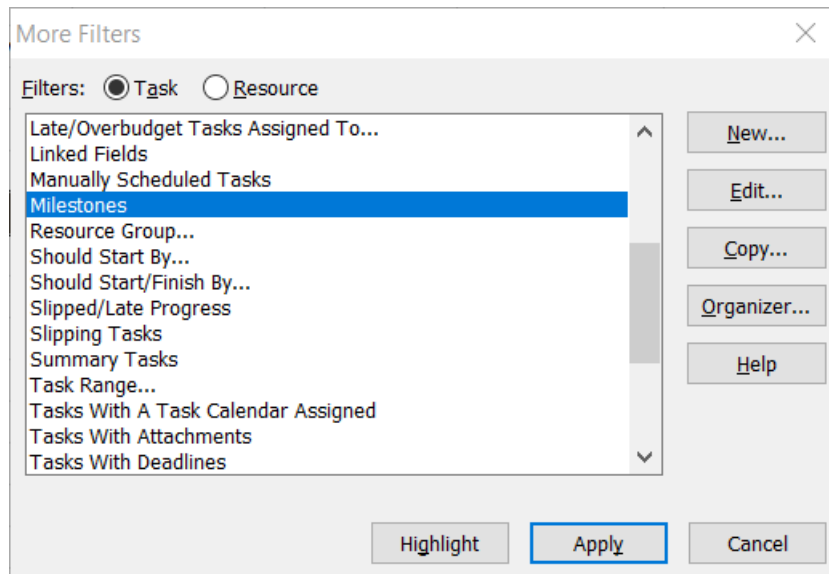 More Filters
Filters: Task Resource
Late/Overbudget Tasks Assigned To...
Linked Fields
Manually Scheduled Tasks
Milestones
Resource Group...
Should Start By...
Should Start/Finish By...
Slipped/Late Progress
Slipping Tasks
Summary Tasks
Task Range...
Tasks With A Task Calendar Assigned
Tasks With Attachments
Tasks With Deadlines
New...
Edit...
Copy...
Organizer...
Help
Highlight Apply Cancel